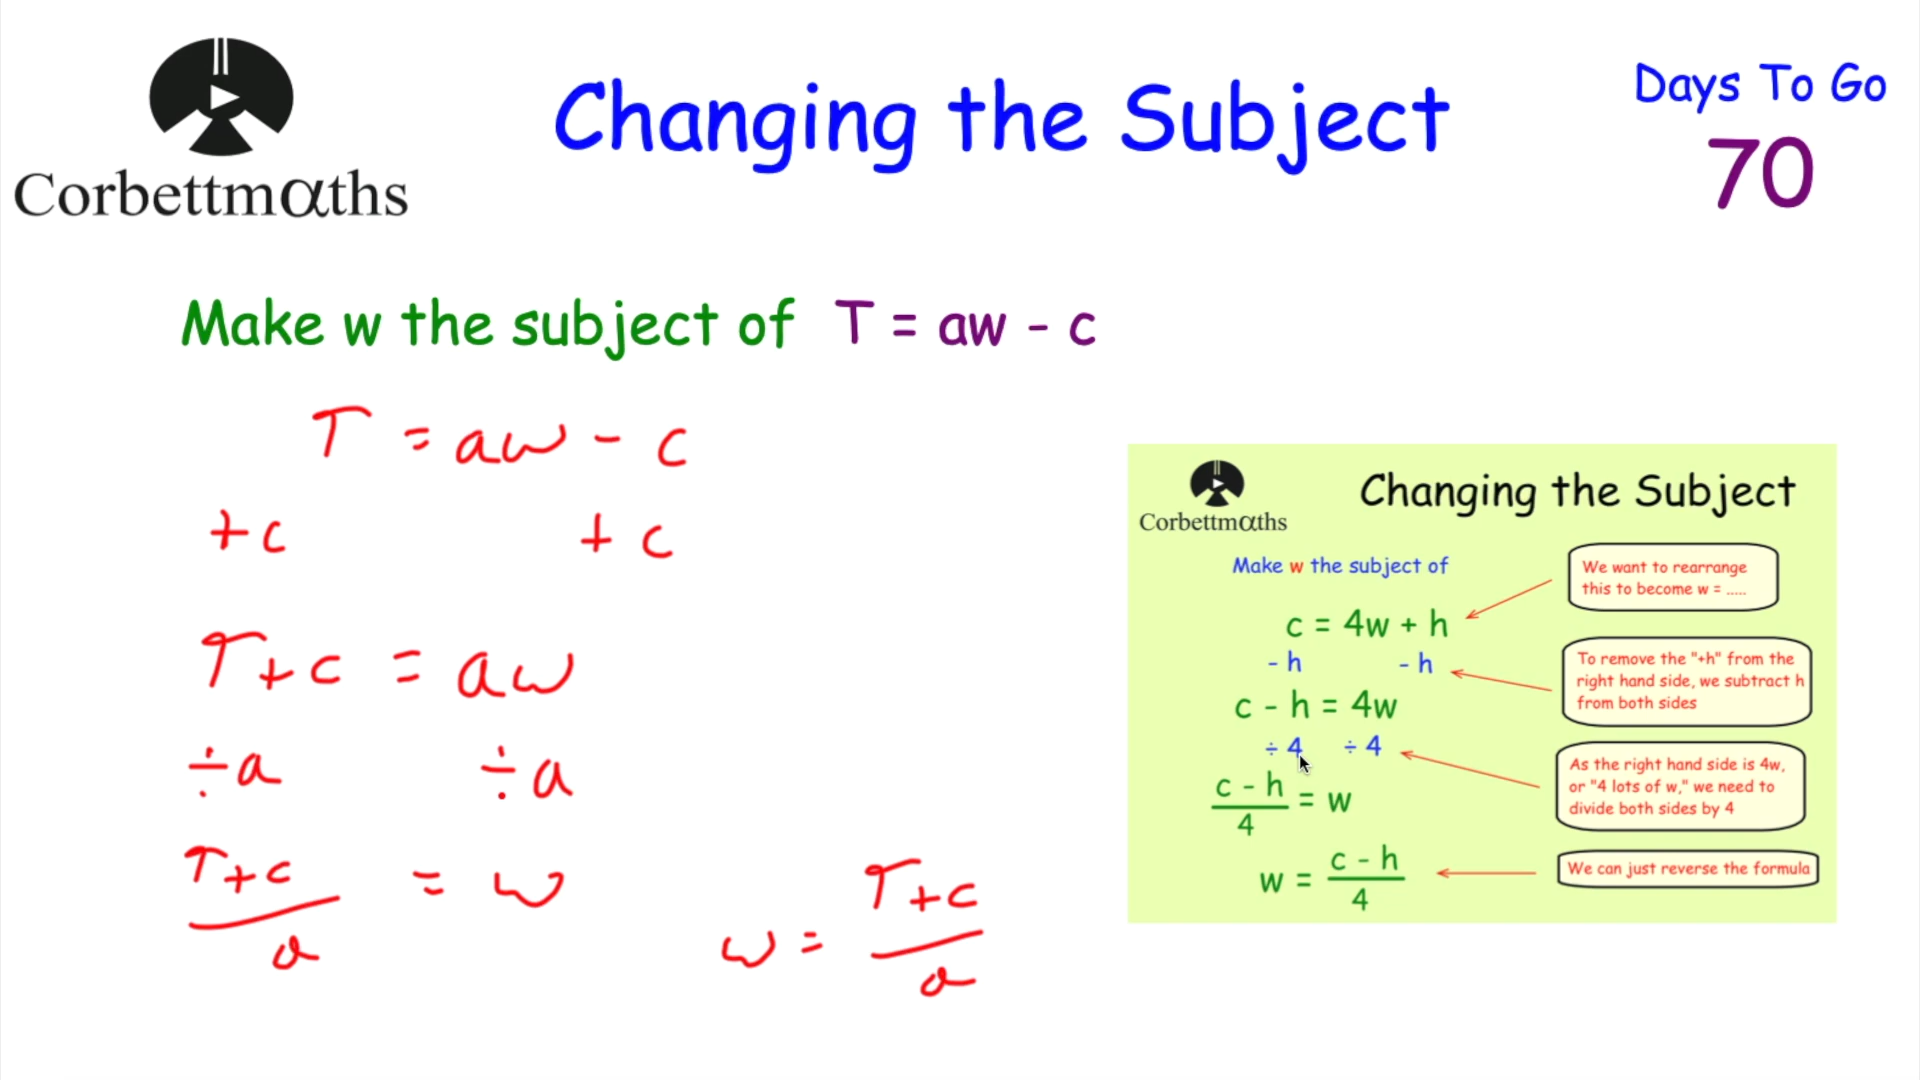 Corbettmαths
Changing the Subject
Days To Go
70
Make w the subject of T = aw - c
T = aw - c
+c +c
T+c = aw
÷a ÷a
T+c
a
= w
w =
T+c
a
Corbettmαths
Changing the Subject
Make w the subject of
c = 4w + h
- h - h
c - h = 4w
÷ 4 ÷ 4
c - h
4
= w
w =
c - h
4
We want to rearrange
this to become w = .....
To remove the "+h" from the
right hand side, we subtract h
from both sides
As the right hand side is 4w,
or "4 lots of w," we need to
divide both sides by 4
We can just reverse the formula